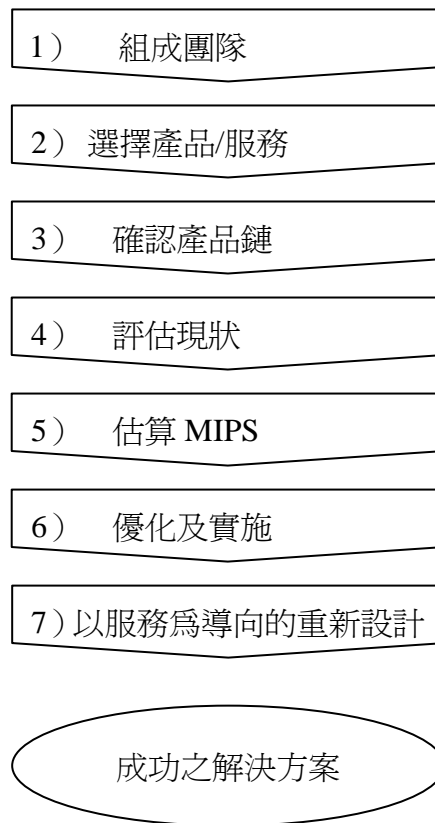 1） 組成團隊
2） 選擇產品/服務
3） 確認產品鏈
4） 評估現狀
5） 估算 MIPS
6） 優化及實施
7）以服務爲導向的重新設計
成功之解決方案